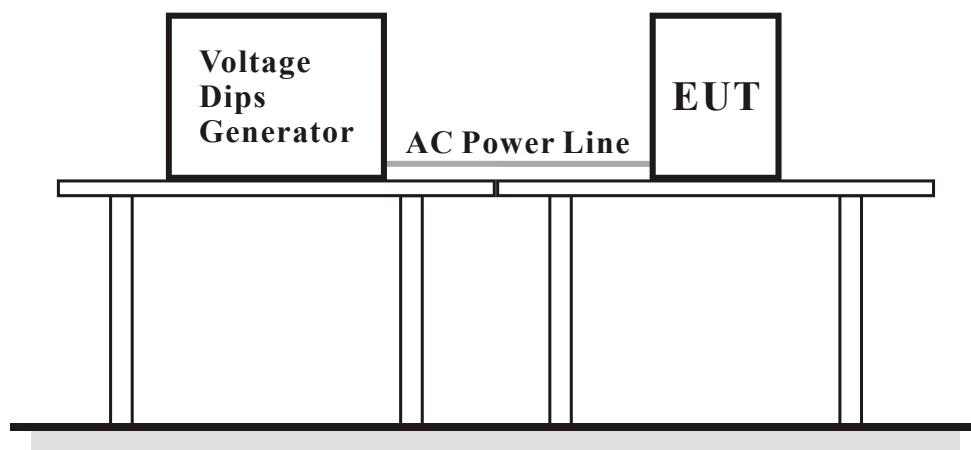 Voltage
Dips
Generator
AC Power Line
EUT